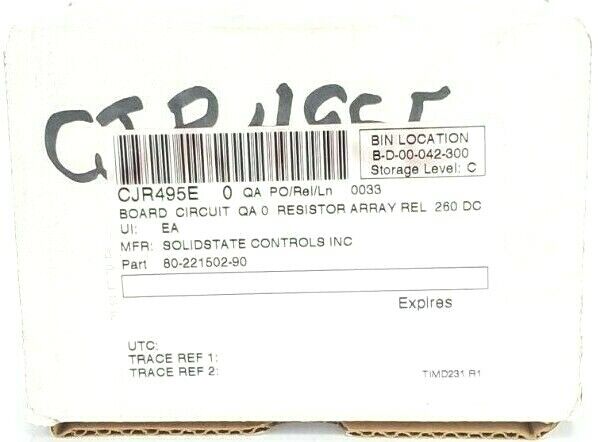 CJR495E
BIN LOCATION
B-D-00-042-300
Storage Level: C
CJR495E 0 QA PO/Rel/Ln 0033
BOARD CIRCUIT QA 0 RESISTOR ARRAY REL 260 DC
UI: EA
MFR: SOLIDSTATE CONTROLS INC
Part 80-221502-90
Expires
UTC:
TRACE REF 1:
TRACE REF 2:
TIMD231 R1